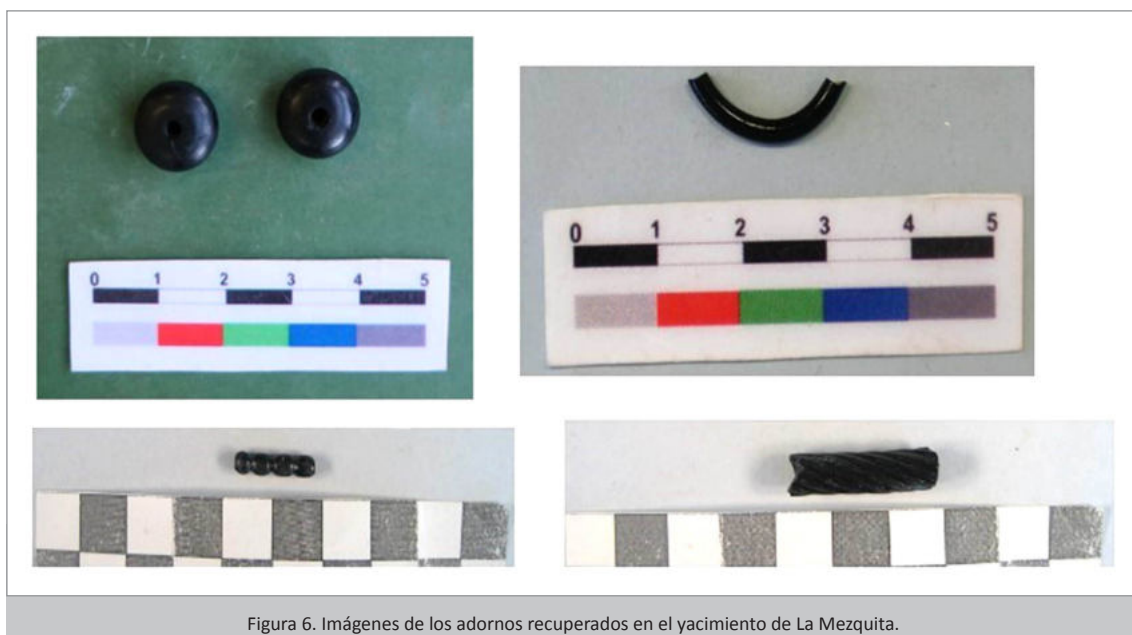 0 1 2 3 4 5
0 1 2 3 4 5
Figura 6. Imágenes de los adornos recuperados en el yacimiento de La Mezquita.